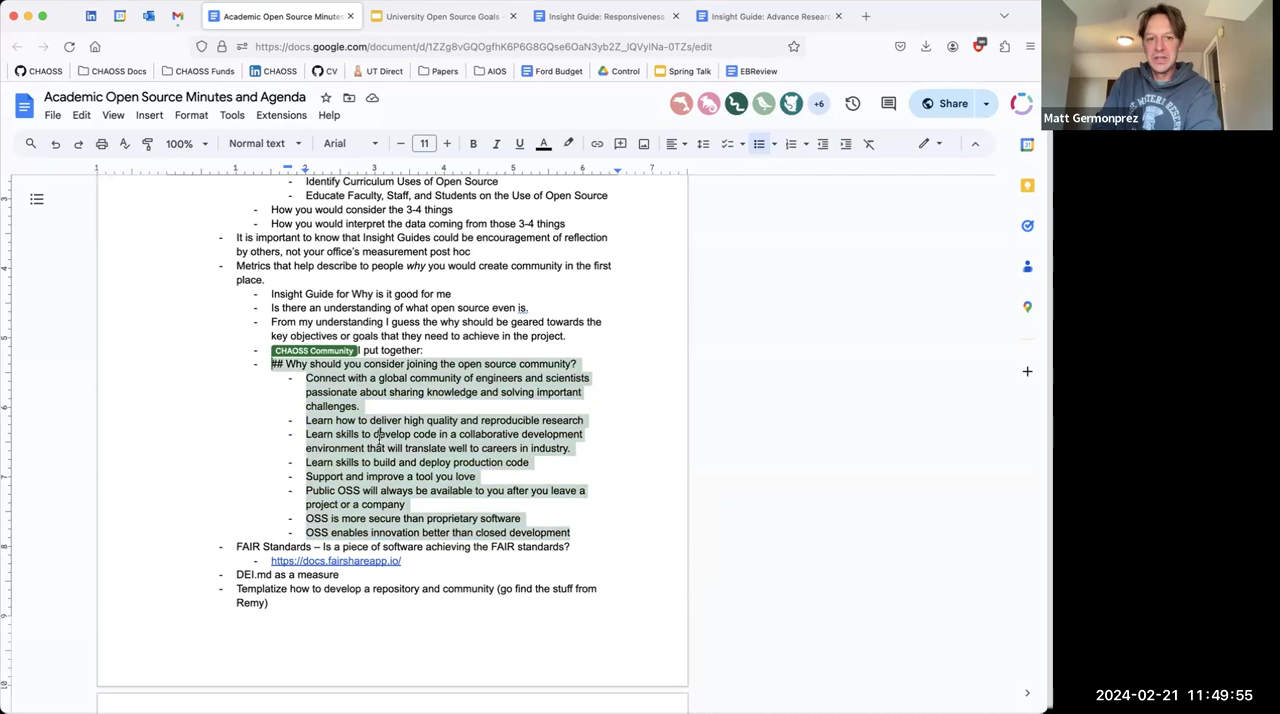 Academic Open Source Minutes
University Open Source Goals -
Insight Guide: Responsiveness
Insight Guide: Advance Resear
https://docs.google.com/document/d/1ZZg8vGQOgfhK6P6G8GQse6OaN3yb2Z_lQVyINa-0TZs/edit
CHAOSS
CHAOSS Docs
CHAOSS Funds
CHAOSS
CV
UT Direct
Papers
AIOS
Ford Budget
Control
Spring Talk
EBReview
Academic Open Source Minutes and Agenda
File Edit View Insert Format Tools Extensions Help
+6
Share
100% Normal text Arial 11
Identify Curriculum Uses of Open Source
- Educate Faculty, Staff, and Students on the Use of Open Source
- How you would consider the 3-4 things
- How you would interpret the data coming from those 3-4 things
- It is important to know that Insight Guides could be encouragement of reflection
by others, not your office's measurement post hoc
- Metrics that help describe to people why you would create community in the first
place.
- Insight Guide for Why is it good for me
- Is there an understanding of what open source even is.
- From my understanding I guess the why should be geared towards the
key objectives or goals that they need to achieve in the project.
- CHAOSS Community I put together:
- ## Why should you consider joining the open source community?
- Connect with a global community of engineers and scientists
passionate about sharing knowledge and solving important
challenges.
- Learn how to deliver high quality and reproducible research
- Learn skills to develop code in a collaborative development
environment that will translate well to careers in industry.
- Learn skills to build and deploy production code
- Support and improve a tool you love
- Public OSS will always be available to you after you leave a
project or a company
- OSS is more secure than proprietary software
- OSS enables innovation better than closed development
- FAIR Standards – Is a piece of software achieving the FAIR standards?
- https://docs.fairshareapp.io/
- DEI.md as a measure
- Templatize how to develop a repository and community (go find the stuff from
Remy)
Matt Germonprez
2024-02-21 11:49:55